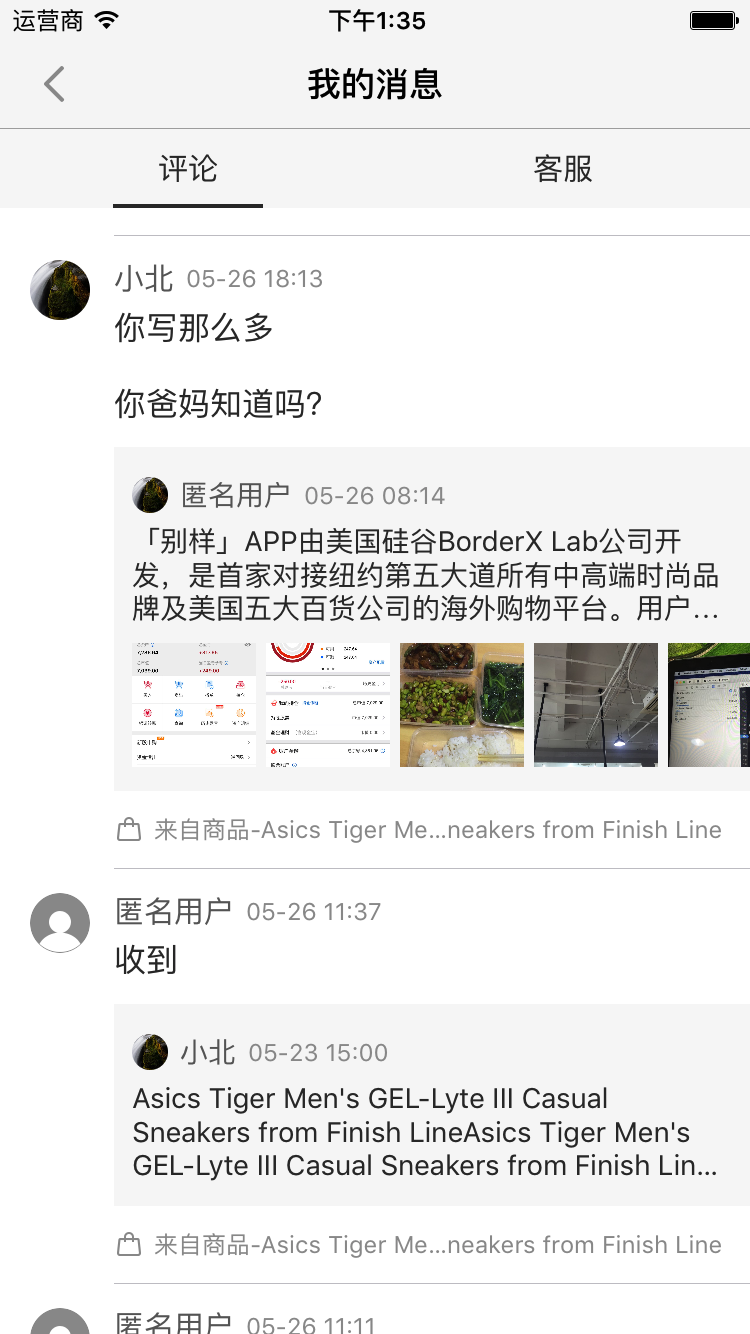 运营商
下午1:35
我的消息
评论
客服
小北 05-26 18:13
你写那么多
你爸妈知道吗?
匿名用户 05-26 08:14
「别样」APP由美国硅谷BorderX Lab公司开
发，是首家对接纽约第五大道所有中高端时尚品
牌及美国五大百货公司的海外购物平台。用户...
来自商品-Asics Tiger Me...neakers from Finish Line
匿名用户 05-26 11:37
收到
小北 05-23 15:00
Asics Tiger Men's GEL-Lyte III Casual
Sneakers from Finish LineAsics Tiger Men's
GEL-Lyte III Casual Sneakers from Finish Lin...
来自商品-Asics Tiger Me...neakers from Finish Line
匿名用户 05-26 11:11